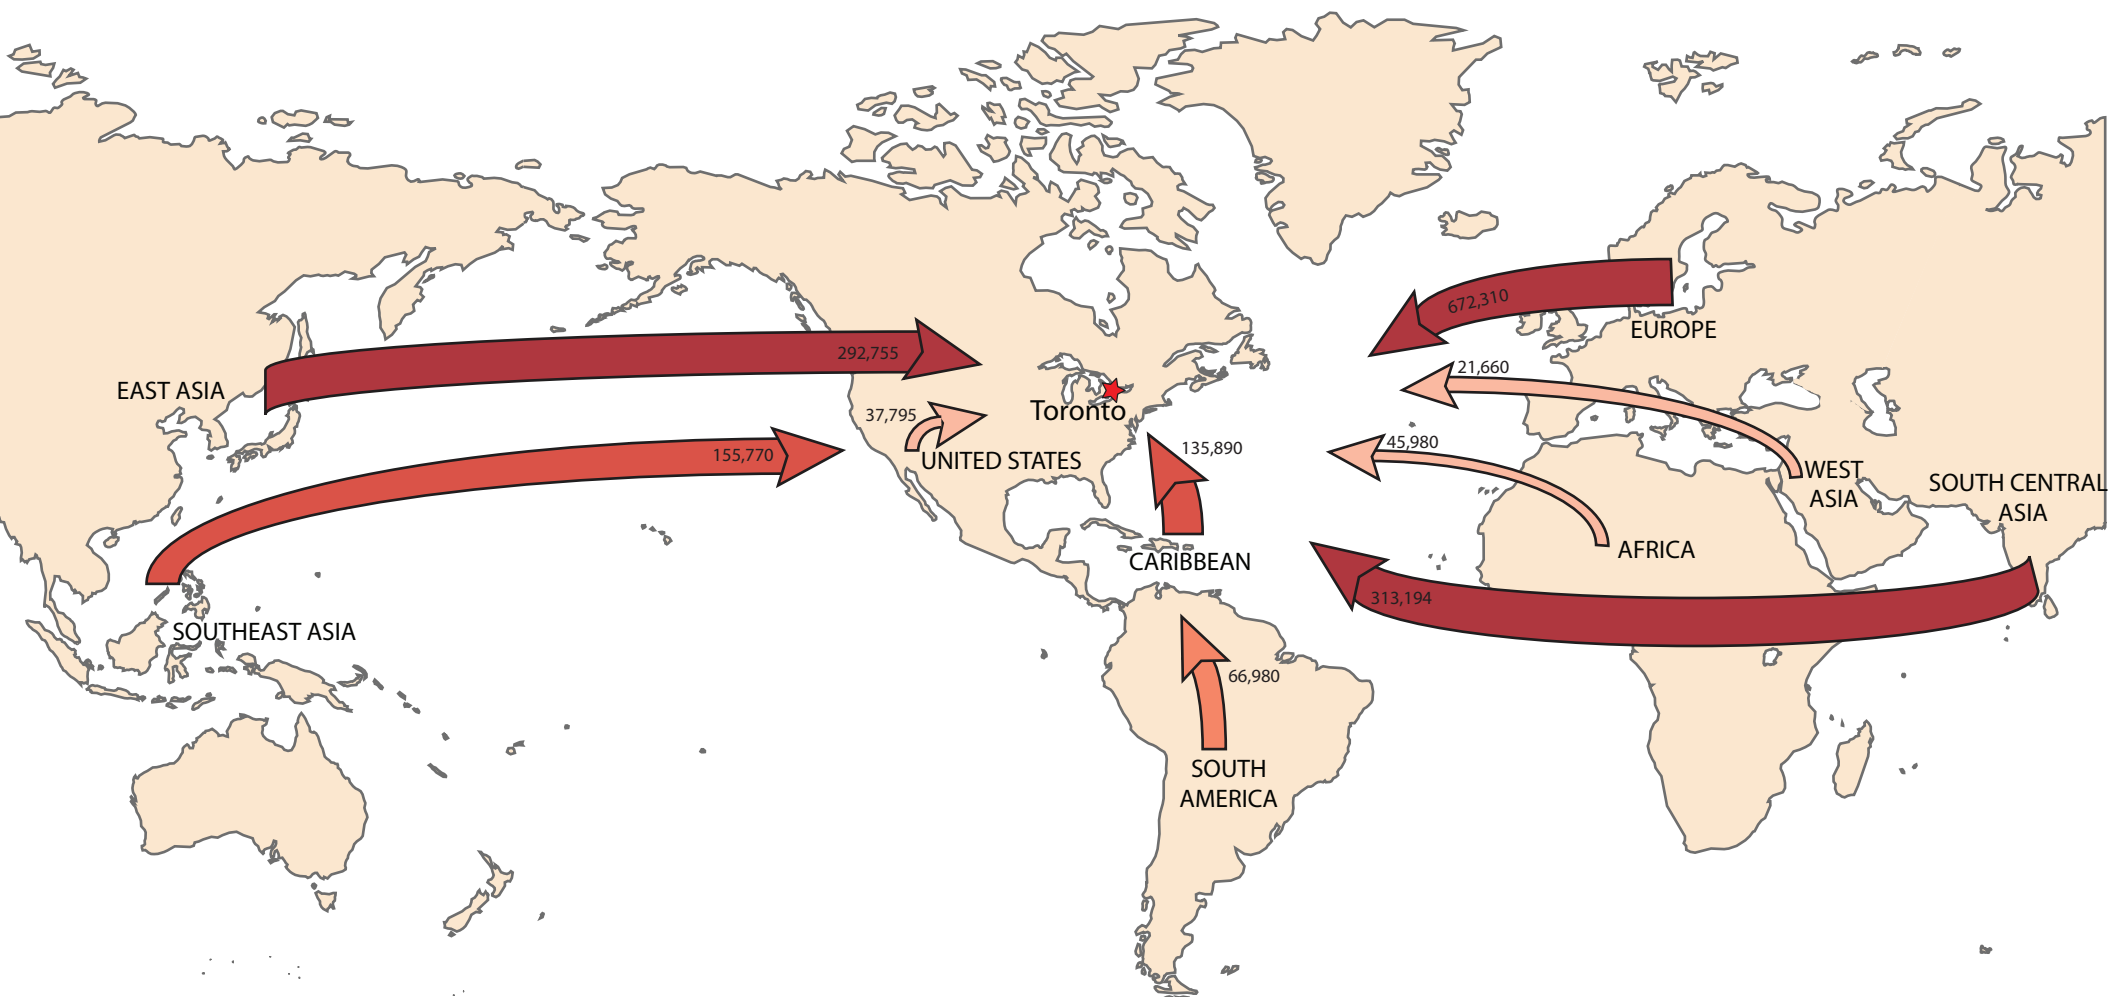 672,310
EUROPE
292,755
21,660
EAST ASIA
Toronto
37,795
45,980
135,890
155,770
UNITED STATES
WEST
ASIA
SOUTH CENTRAL
ASIA
AFRICA
CARIBBEAN
313,194
SOUTHEAST ASIA
66,980
SOUTH
AMERICA